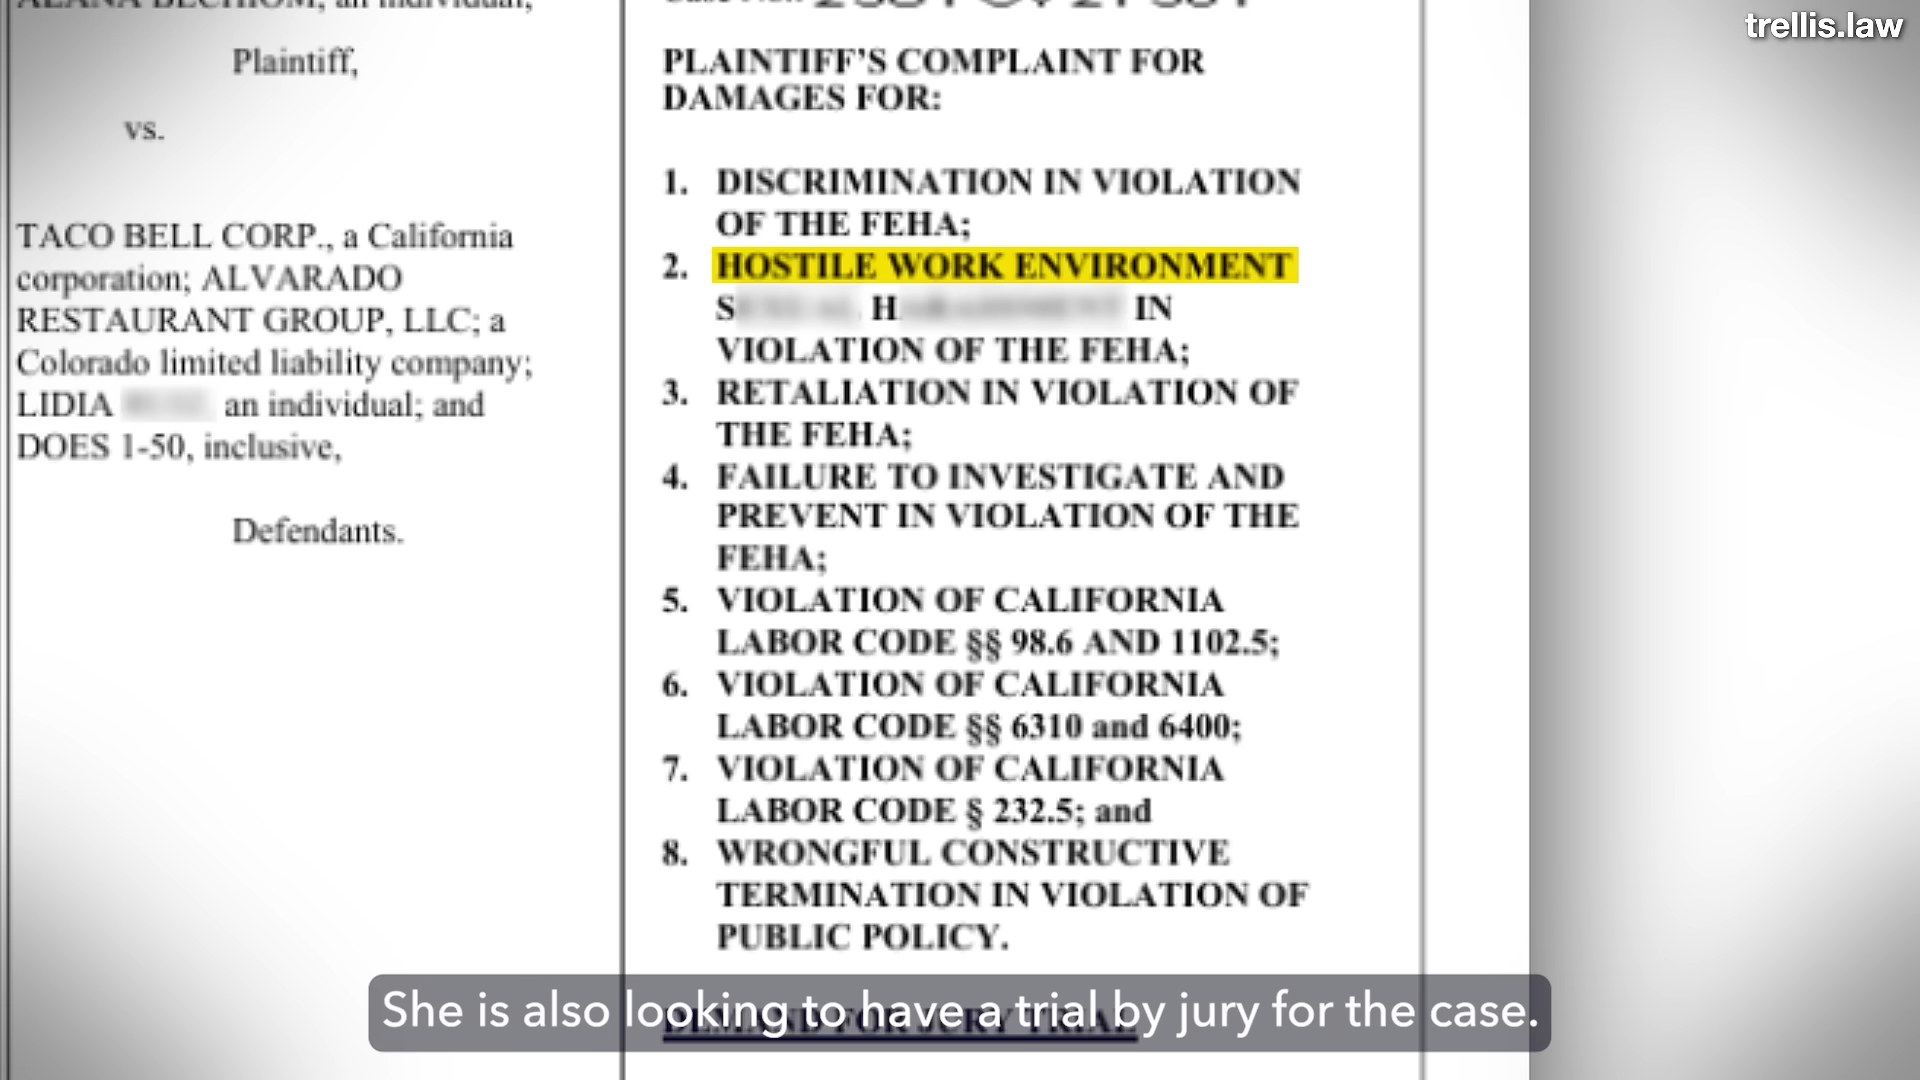 trellis.law
Plaintiff,
vs.
TACO BELL CORP., a California
corporation; ALVARADO
RESTAURANT GROUP, LLC; a
Colorado limited liability company;
LIDIA an individual; and
DOES 1-50, inclusive,
Defendants.
PLAINTIFF'S COMPLAINT FOR
DAMAGES FOR:
1. DISCRIMINATION IN VIOLATION
OF THE FEHA;
2. HOSTILE WORK ENVIRONMENT
S H IN
VIOLATION OF THE FEHA;
3. RETALIATION IN VIOLATION OF
THE FEHA;
4. FAILURE TO INVESTIGATE AND
PREVENT IN VIOLATION OF THE
FEHA;
5. VIOLATION OF CALIFORNIA
LABOR CODE §§ 98.6 AND 1102.5;
6. VIOLATION OF CALIFORNIA
LABOR CODE §§ 6310 and 6400;
7. VIOLATION OF CALIFORNIA
LABOR CODE § 232.5; and
8. WRONGFUL CONSTRUCTIVE
TERMINATION IN VIOLATION OF
PUBLIC POLICY.
She is also looking to have a trial by jury for the case.